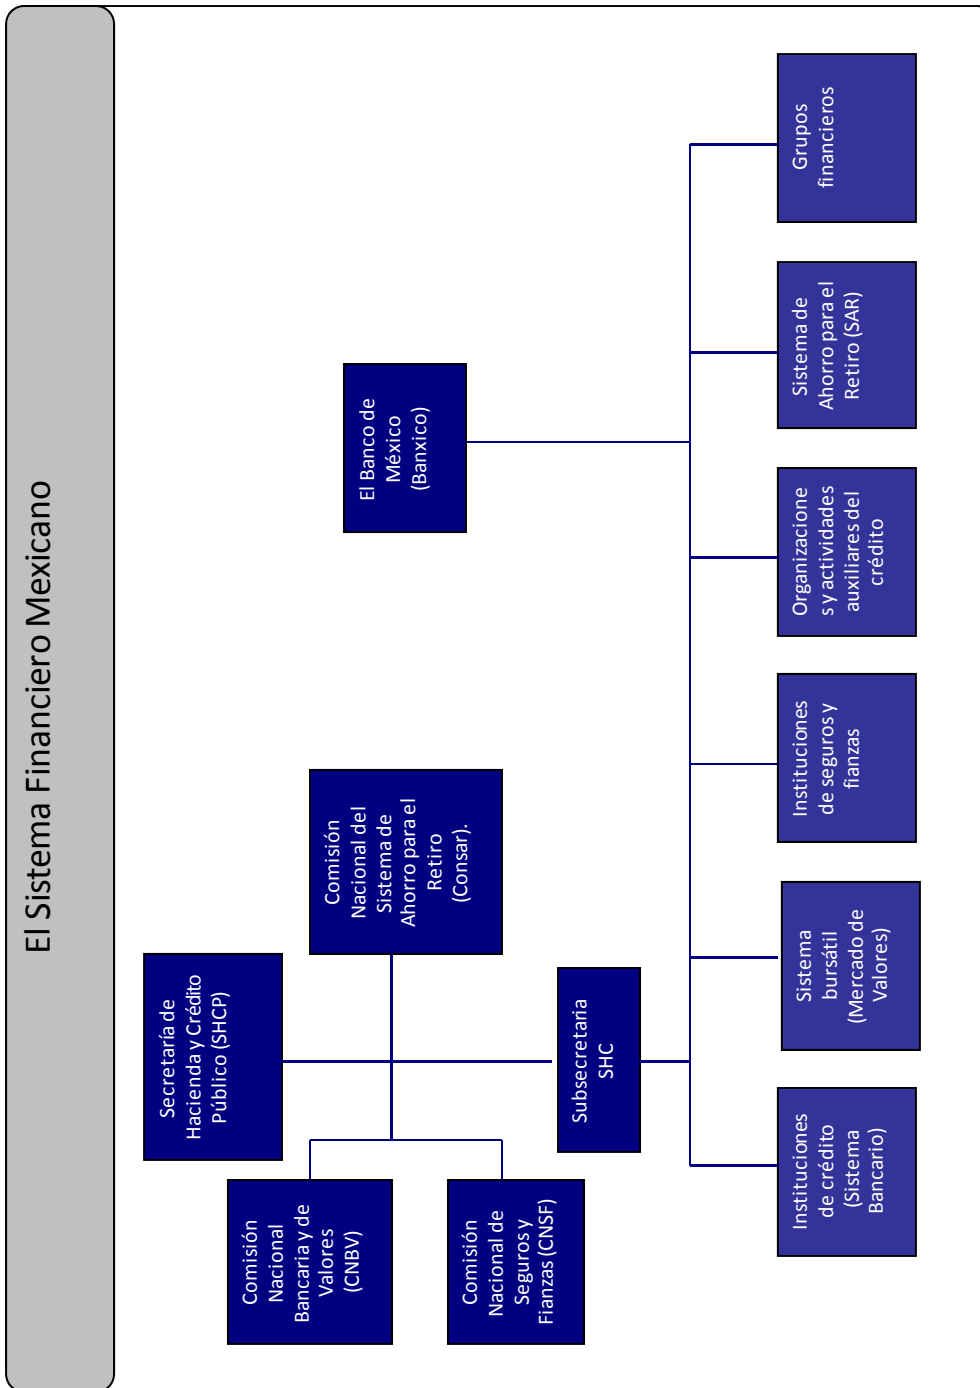 El Sistema Financiero Mexicano
Secretaría de
Hacienda y Crédito
Público (SHCP)
Comisión
Nacional
Bancaria y de
Valores
(CNBV)
Comisión
Nacional de
Seguros y
Fianzas (CNSF)
Comisión
Nacional del
Sistema de
Ahorro para el
Retiro
(Consar).
El Banco de
México
(Banxico)
Subsecretaria
SHC
Instituciones
de crédito
(Sistema
Bancario)
Sistema
bursátil
(Mercado de
Valores)
Instituciones
de seguros y
fianzas
Organizacione
s y actividades
auxiliares del
crédito
Sistema de
Ahorro para el
Retiro (SAR)
Grupos
financieros